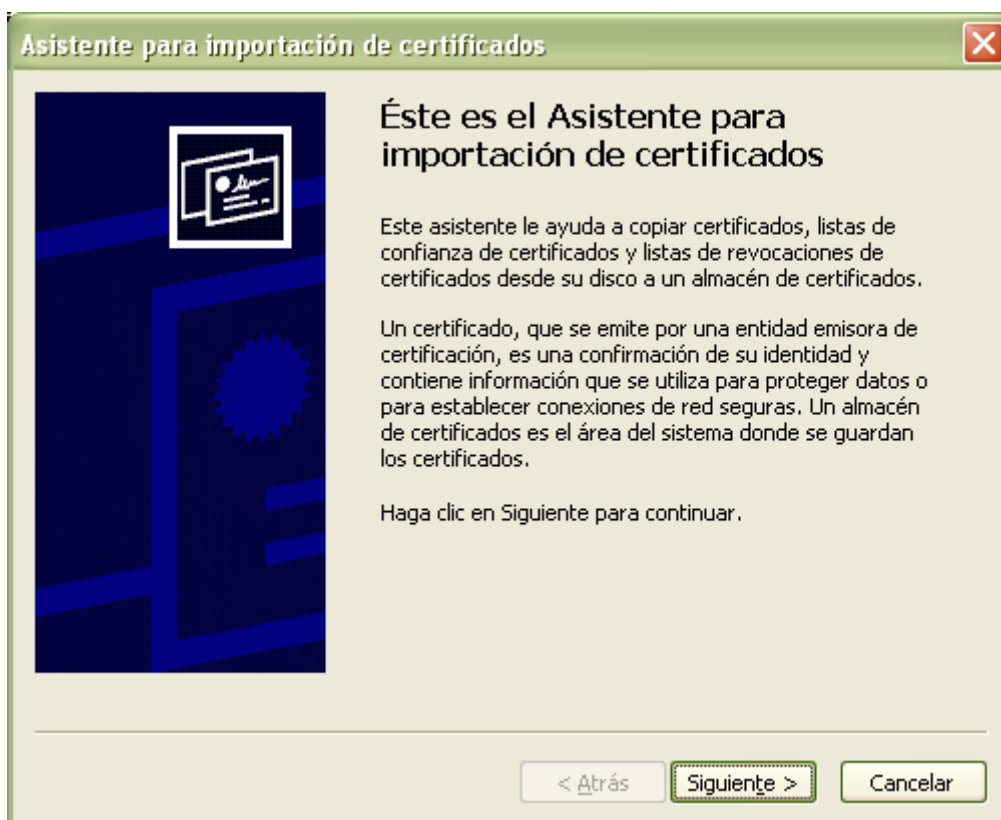 Asistente para importación de certificados
Éste es el Asistente para
importación de certificados
Este asistente le ayuda a copiar certificados, listas de
confianza de certificados y listas de revocaciones de
certificados desde su disco a un almacén de certificados.
Un certificado, que se emite por una entidad emisora de
certificación, es una confirmación de su identidad y
contiene información que se utiliza para proteger datos o
para establecer conexiones de red seguras. Un almacén
de certificados es el área del sistema donde se guardan
los certificados.
Haga clic en Siguiente para continuar.
< Atrás Siguiente > Cancelar